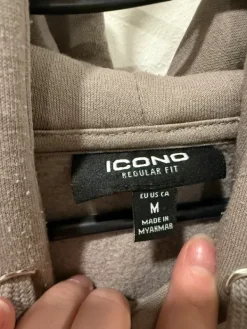 ICONO
REGULAR FIT
EU US CA
M
MADE IN
MYANMAR